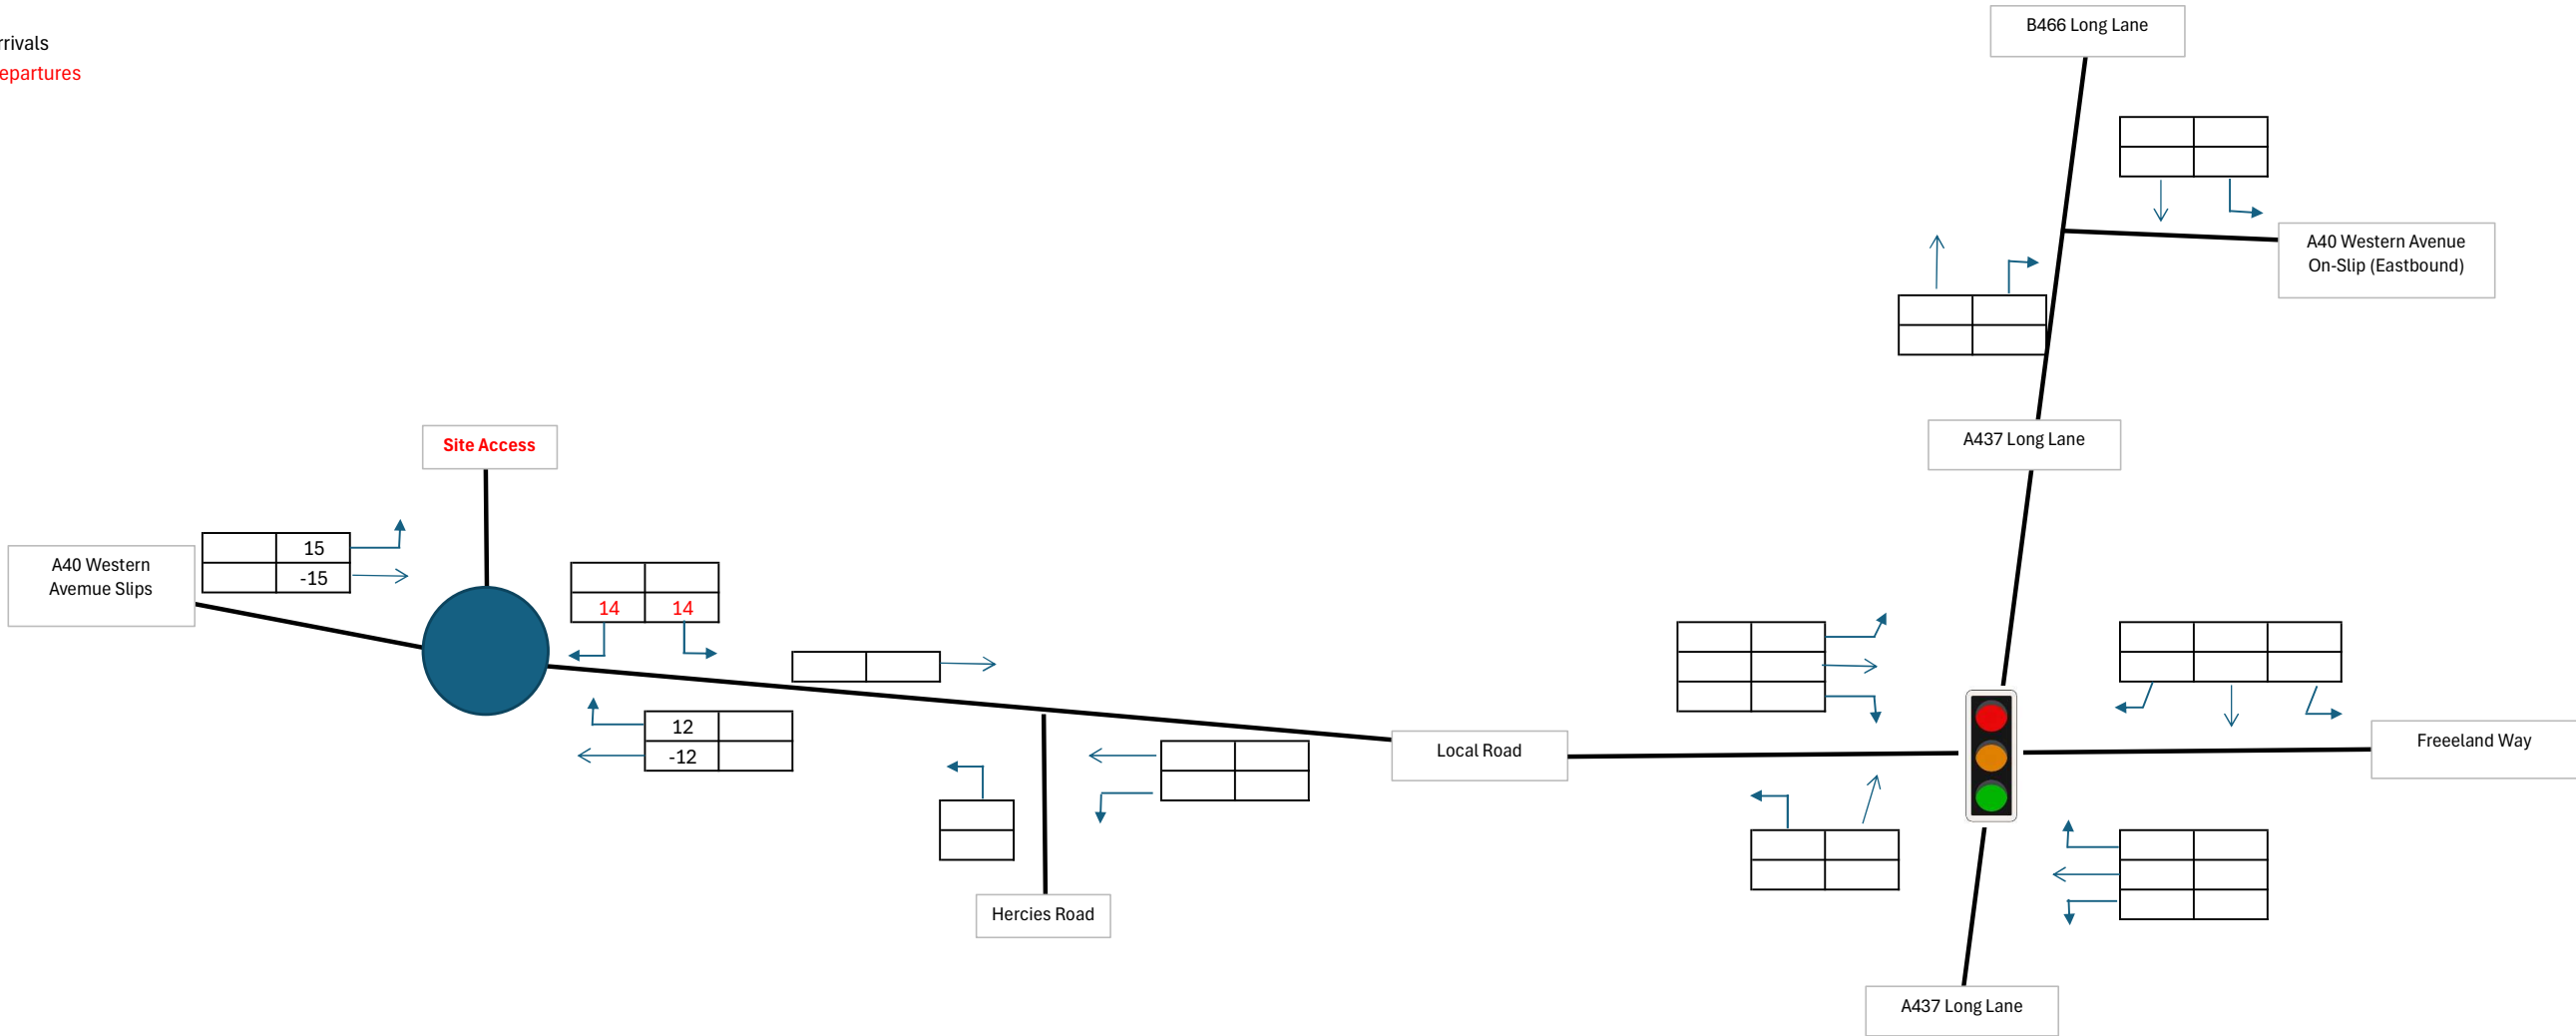 rrivals
epartures
B466 Long Lane
A40 Western Avenue
On-Slip (Eastbound)
A437 Long Lane
Site Access
A40 Western
Avemue Slips
15
-15
14 14
12
-12
Local Road
Freeeland Way
Hercies Road
A437 Long Lane